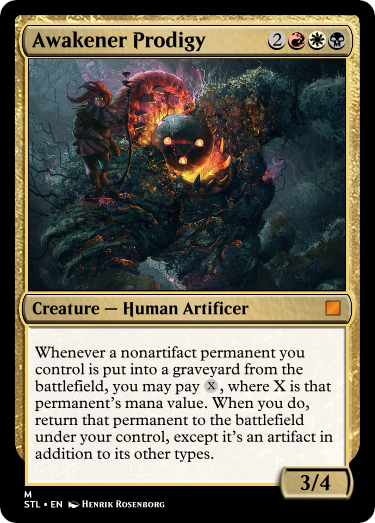 Awakener Prodigy 2
Creature — Human Artificer
Whenever a nonartifact permanent you
control is put into a graveyard from the
battlefield, you may pay X, where X is that
permanent's mana value. When you do,
return that permanent to the battlefield
under your control, except it's an artifact in
addition to its other types.
3/4
M
STL • EN Henrik Rosenborg